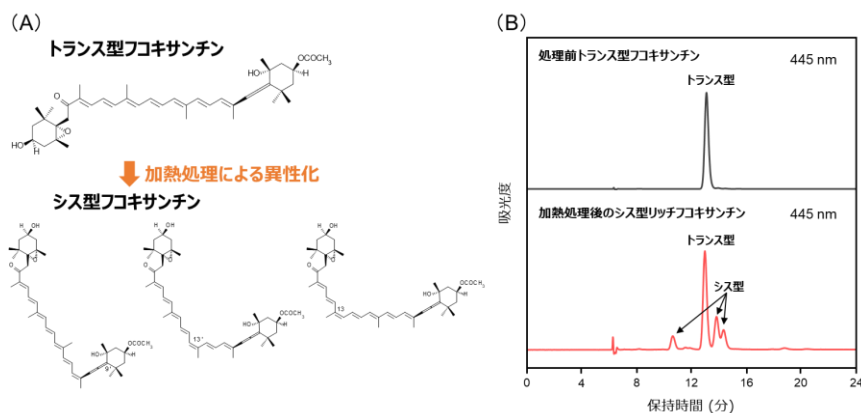 (A)
トランス型フコキサンチン
OCOCH₃
HO
H
O
O
HO
H
加熱処理による異性化
シス型フコキサンチン
H OH
O
O
HO
OCOCH₃
H
9'
H OH
O
O
HO
OCOCH₃
H
13'
H OH
O
O
13
HO
OCOCH₃
H
(B)
処理前トランス型フコキサンチン
445 nm
トランス型
加熱処理後のシス型リッチフコキサンチン
445 nm
トランス型
シス型
吸光度
0 4 8 12 16 20 24
保持時間 (分)